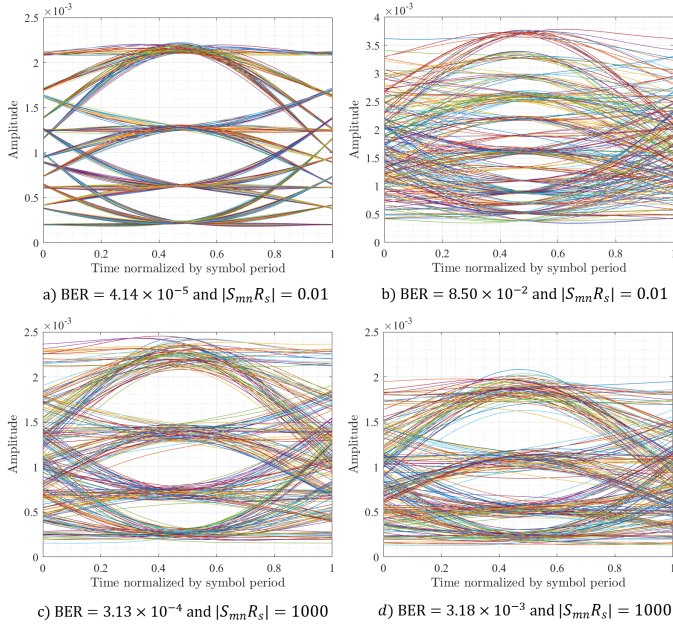 ×10⁻³
2.5
2
1.5
1
0.5
0
Amplitude
0 0.2 0.4 0.6 0.8 1
Time normalized by symbol period
a) BER = 4.14 × 10⁻⁵ and |SₘₙRₛ| = 0.01
×10⁻³
4
3.5
3
2.5
2
1.5
1
0.5
0
Amplitude
0 0.2 0.4 0.6 0.8 1
Time normalized by symbol period
b) BER = 8.50 × 10⁻² and |SₘₙRₛ| = 0.01
×10⁻³
2.5
2
1.5
1
0.5
0
Amplitude
0 0.2 0.4 0.6 0.8 1
Time normalized by symbol period
c) BER = 3.13 × 10⁻⁴ and |SₘₙRₛ| = 1000
×10⁻³
2.5
2
1.5
1
0.5
0
Amplitude
0 0.2 0.4 0.6 0.8 1
Time normalized by symbol period
d) BER = 3.18 × 10⁻³ and |SₘₙRₛ| = 1000